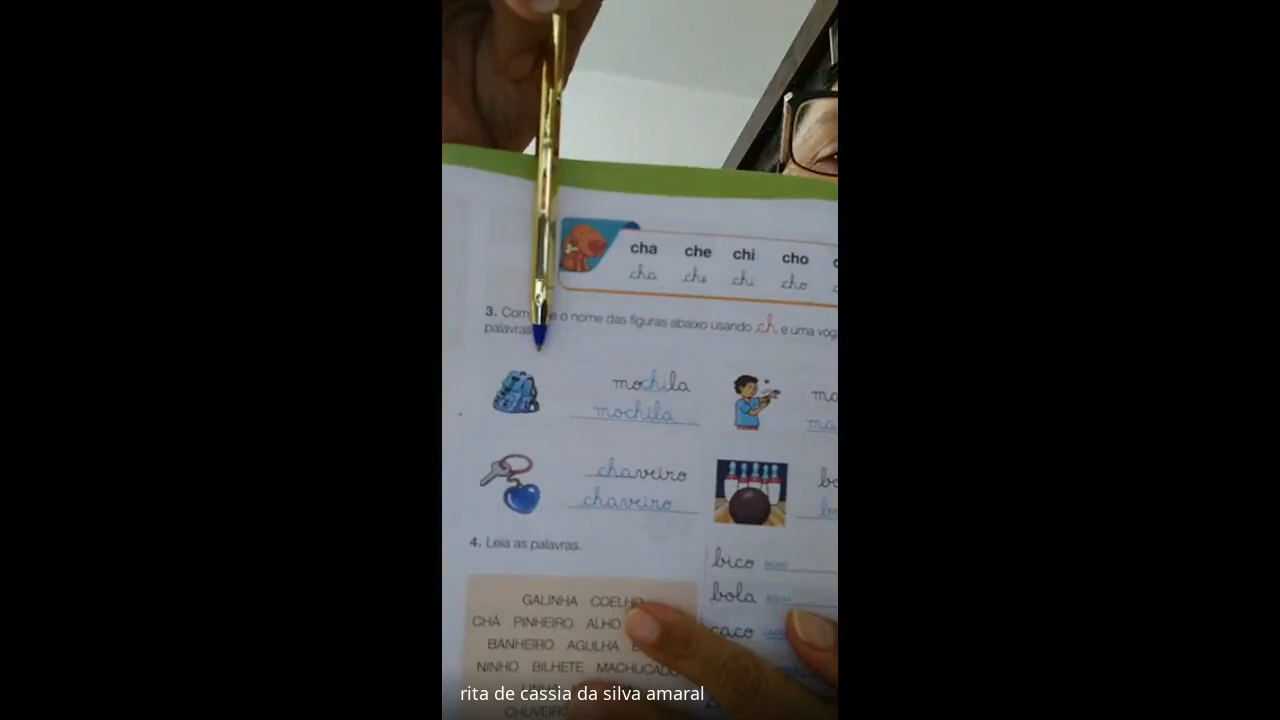 cha che chi cho
cha che chi cho
3. Com e o nome das figuras abaixo usando ch e uma
palavras
mochila
mochila
chaveiro
chaveiro
4. Leia as palavras.
bico
bola
caco
GALINHA COELHO
CHÁ PINHEIRO ALHO
BANHEIRO AGULHA
NINHO BILHETE MACHUCADO
CHUVEIRO
rita de cassia da silva amaral